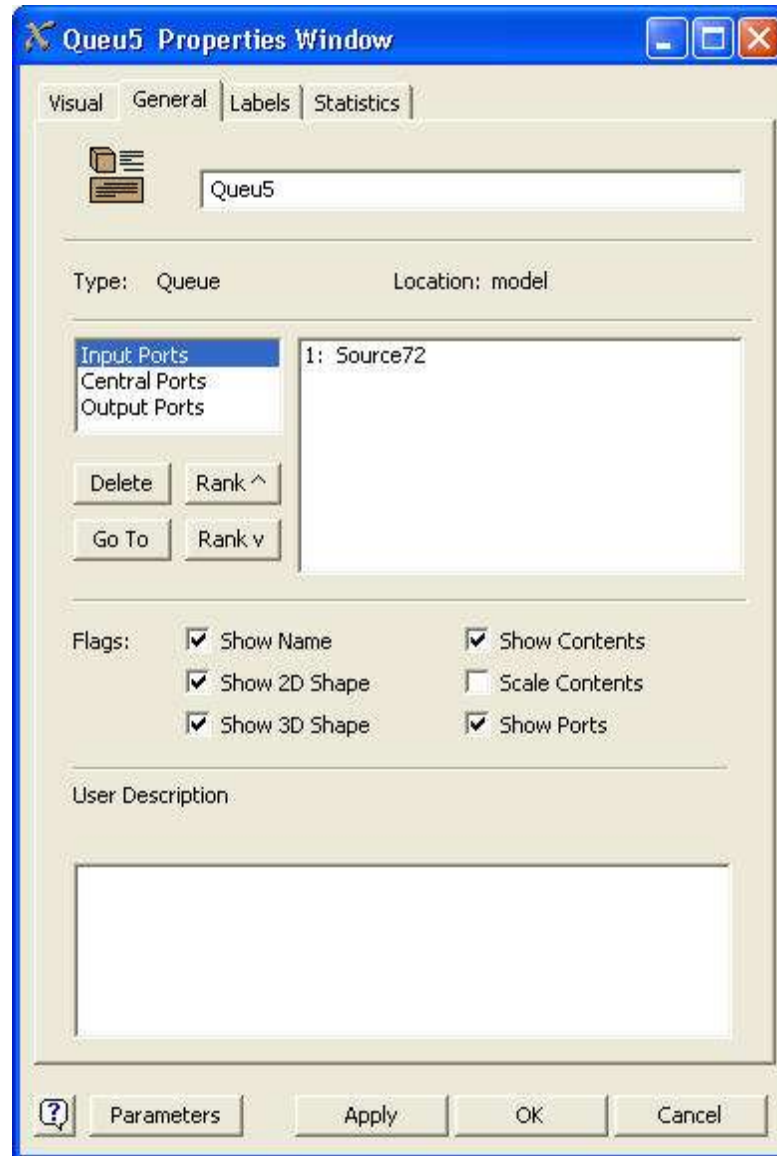 Queu5 Properties Window
Visual General Labels Statistics
Queu5
Type: Queue Location: model
Input Ports
Central Ports
Output Ports
1: Source72
Delete Rank ^
Go To Rank v
Flags: Show Name Show Contents
Show 2D Shape Scale Contents
Show 3D Shape Show Ports
User Description
? Parameters Apply OK Cancel